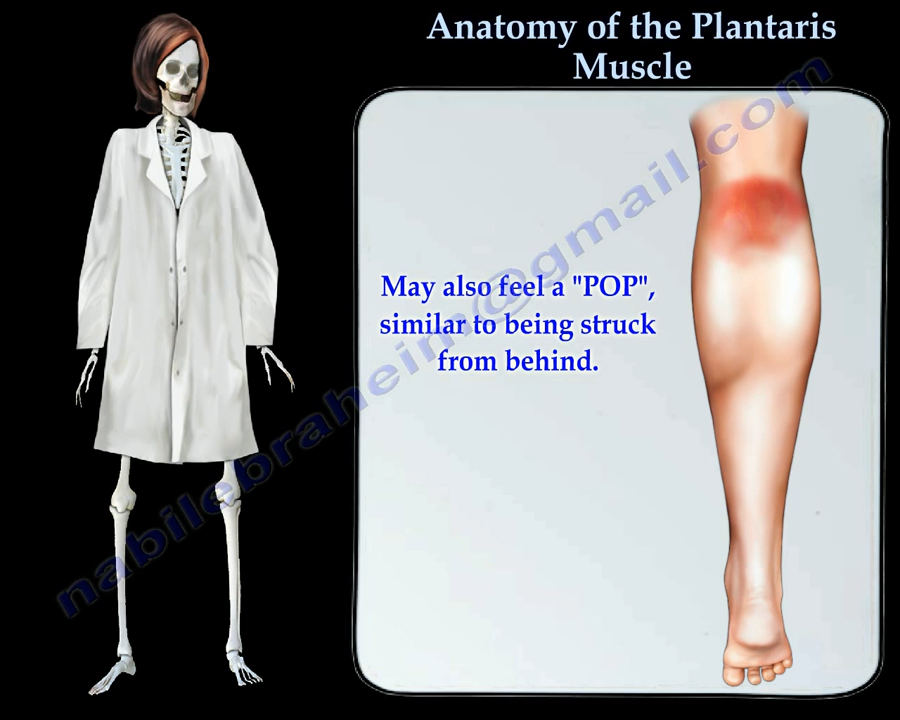 Anatomy of the Plantaris
Muscle
May also feel a "POP",
similar to being struck
from behind.
nabilebraheim@gmail.com